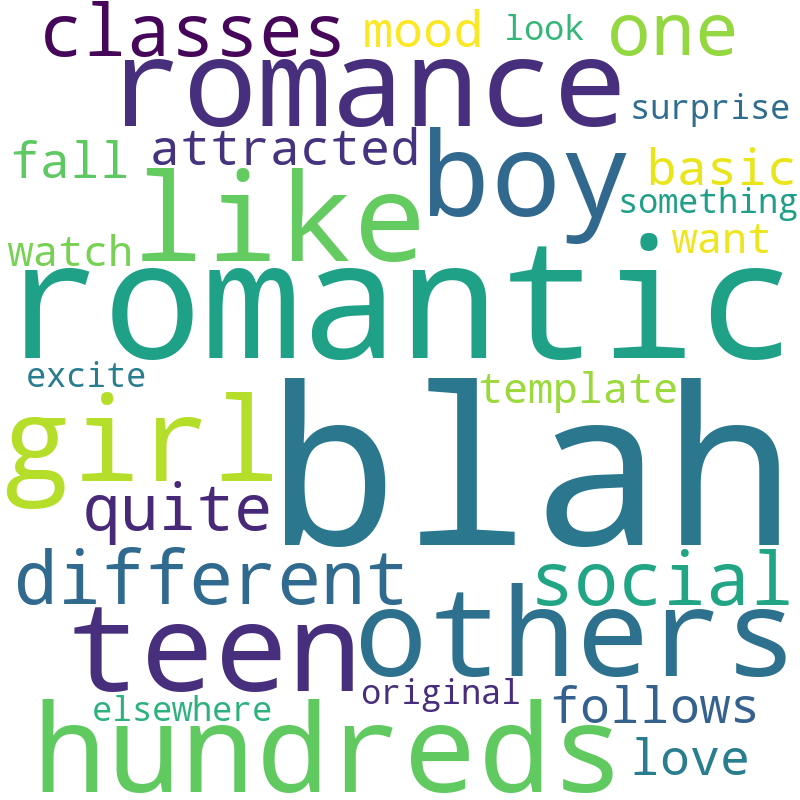 classes mood look one
romance surprise
fall attracted boy basic
like something
watch want
romantic
excite template
girl blah
quite
different social
teen others
elsewhere original follows
hundreds love